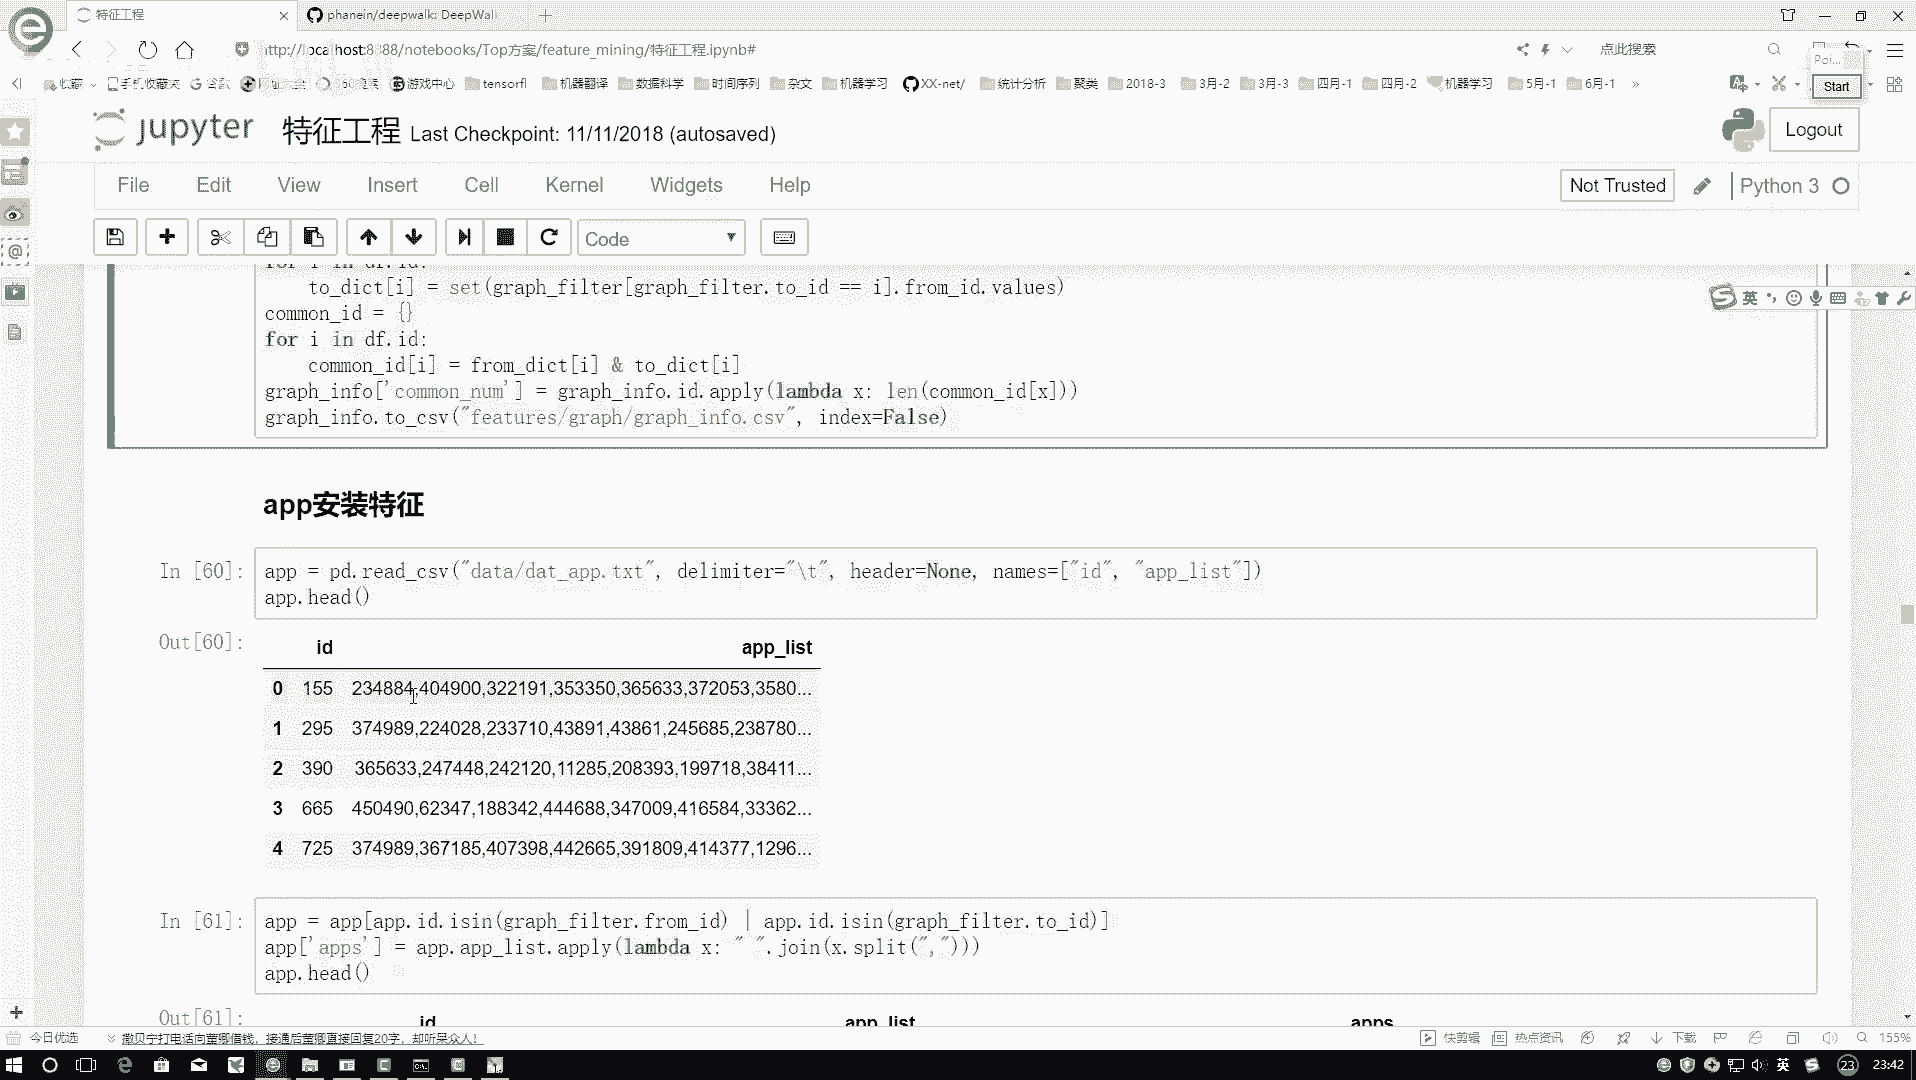 特征工程
phanein/deepwalk: DeepWalk
http://localhost:8888/notebooks/Top方案/feature_mining/特征工程.ipynb#
点此搜索
收藏
手机收藏夹
游戏中心
tensorfl
机器翻译
数据科学
时间序列
杂文
机器学习
XX-net/
统计分析
聚类
2018-3
3月-2
3月-3
四月-1
四月-2
机器学习
5月-1
6月-1
»
Poi...
Start
jupyter 特征工程 Last Checkpoint: 11/11/2018 (autosaved)
Logout
File Edit View Insert Cell Kernel Widgets Help
Not Trusted
Python 3
Code
for i in df.id:
to_dict[i] = set(graph_filter[graph_filter.to_id == i].from_id.values)
common_id = {}
for i in df.id:
common_id[i] = from_dict[i] & to_dict[i]
graph_info['common_num'] = graph_info.id.apply(lambda x: len(common_id[x]))
graph_info.to_csv("features/graph/graph_info.csv", index=False)
英
app安装特征
In [60]:
app = pd.read_csv("data/dat_app.txt", delimiter="\t", header=None, names=["id", "app_list"])
app.head()
Out[60]:
id app_list
0 155 234884,404900,322191,353350,365633,372053,3580...
1 295 374989,224028,233710,43891,43861,245685,238780...
2 390 365633,247448,242120,11285,208393,199718,38411...
3 665 450490,62347,188342,444688,347009,416584,33362...
4 725 374989,367185,407398,442665,391809,414377,1296...
In [61]:
app = app[app.id.isin(graph_filter.from_id) | app.id.isin(graph_filter.to_id)]
app['apps'] = app.app_list.apply(lambda x: " ".join(x.split(",")))
app.head()
Out[61]:
id app_list apps
今日优选
撒贝宁打电话向董卿借钱，接通后董卿直接回复20字，却听呆众人！
快剪辑
热点资讯
下载
155%
英
23
23:42